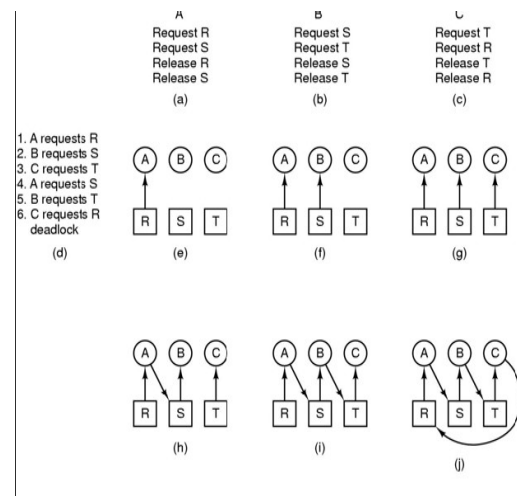 A B C
Request R Request S Request T
Request S Request T Request R
Release R Release S Release T
Release S Release T Release R
(a) (b) (c)
1. A requests R
2. B requests S
3. C requests T
4. A requests S
5. B requests T
6. C requests R
deadlock
(d)
A B C A B C A B C
R S T R S T R S T
(e) (f) (g)
A B C A B C A B C
R S T R S T R S T
(h) (i) (j)